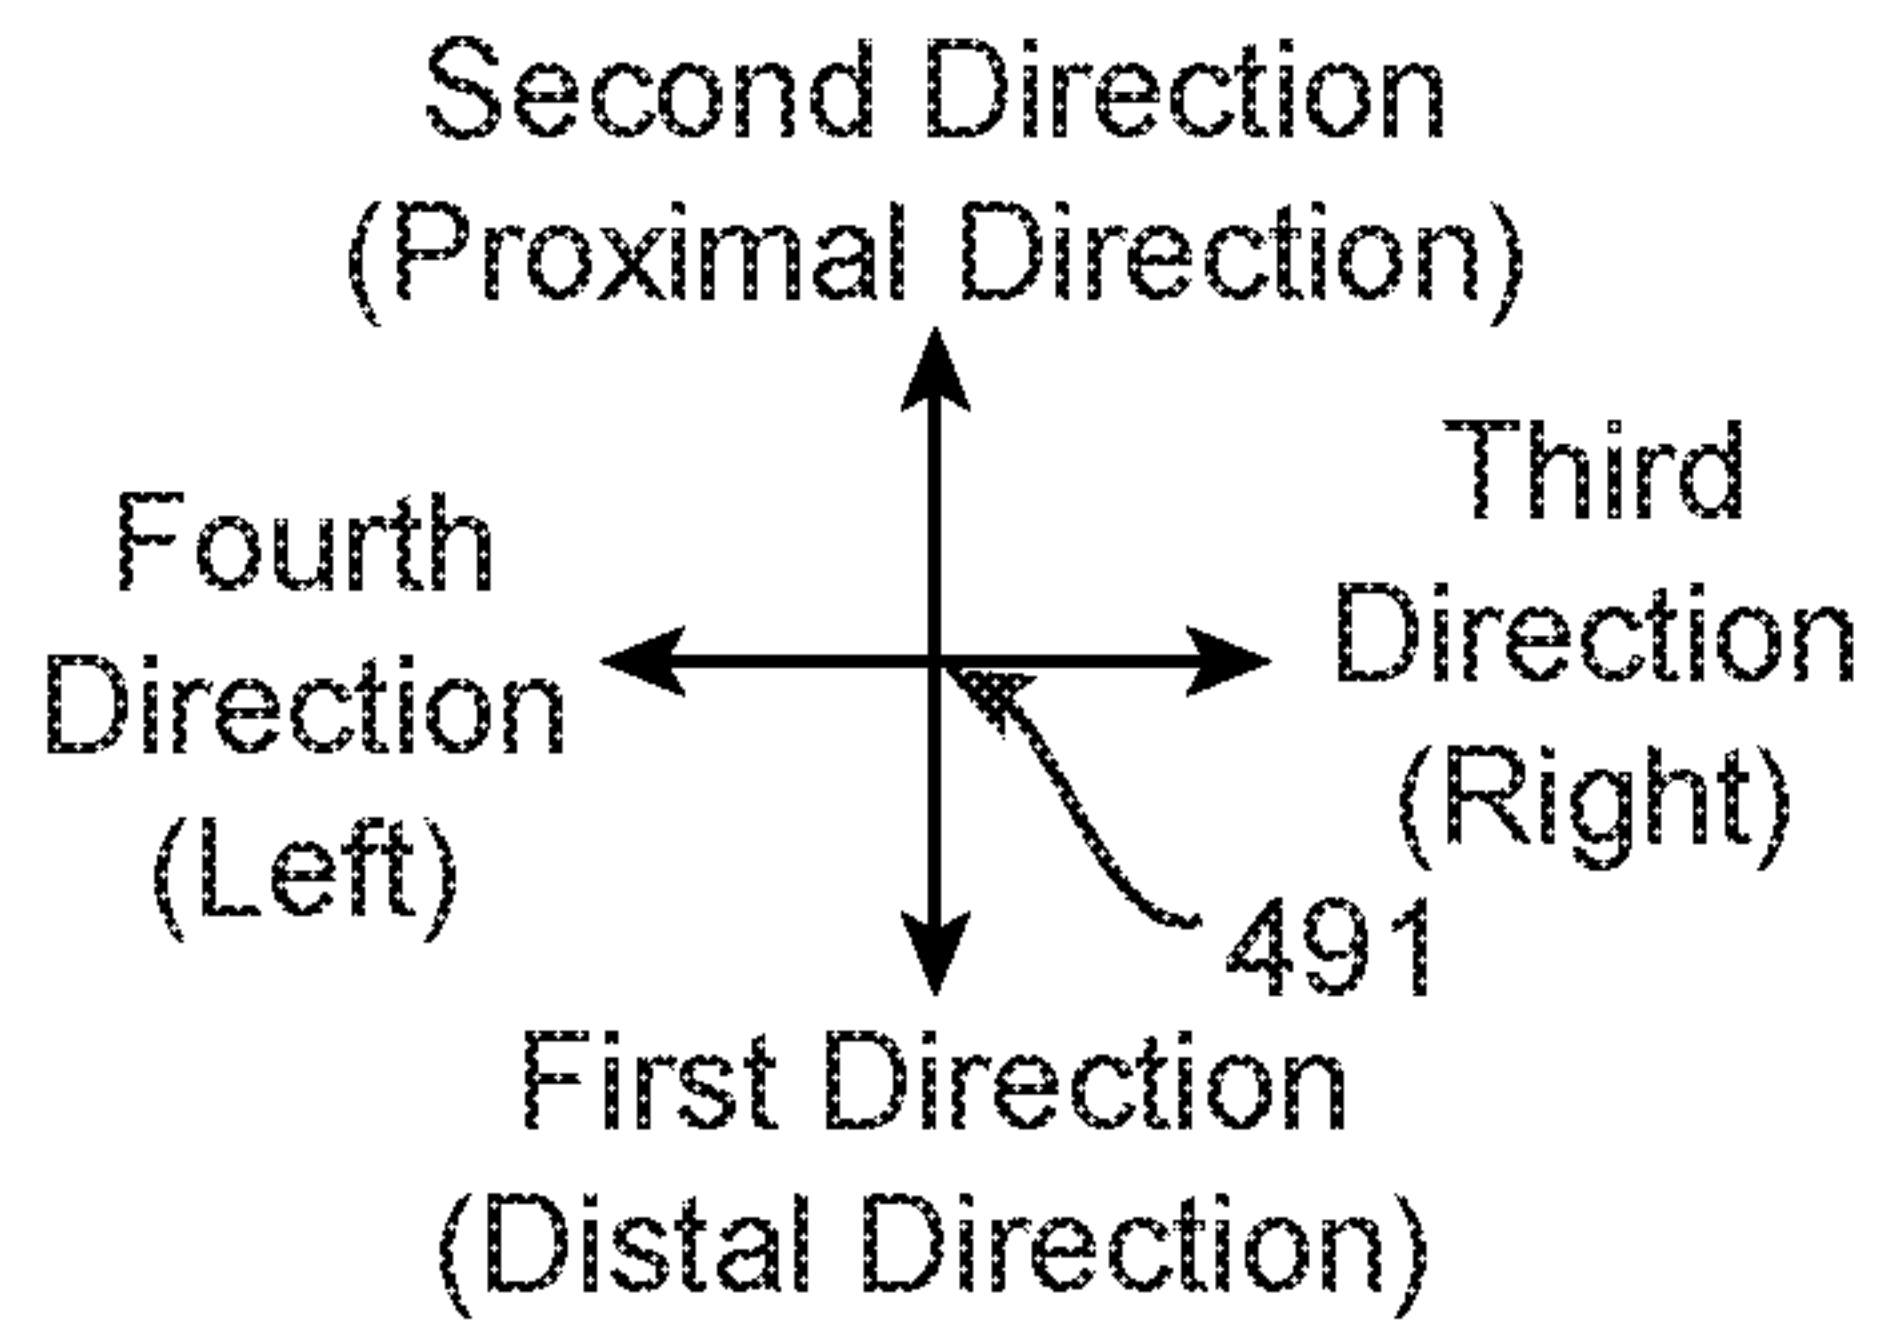 Second Direction
(Proximal Direction)
Third
Direction
(Right)
Fourth
Direction
(Left)
491
First Direction
(Distal Direction)